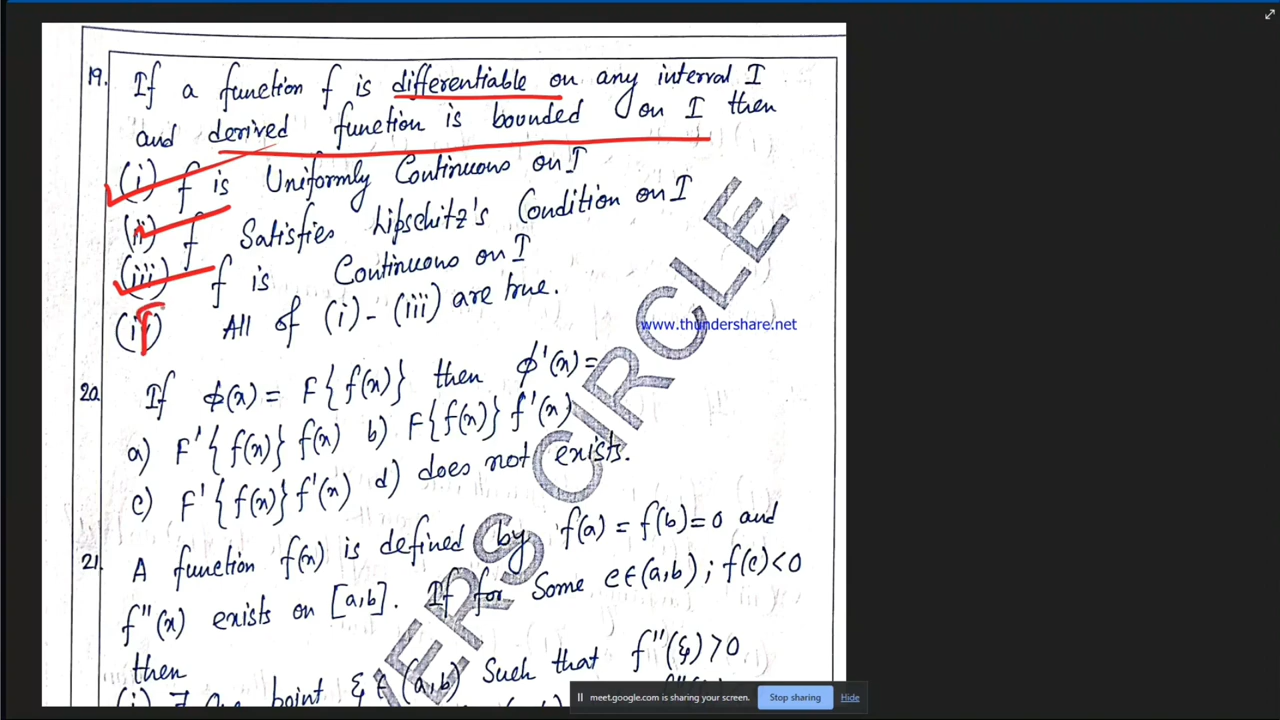 19. If a function f is differentiable on any interval I
and derived function is bounded on I then
(i) f is Uniformly Continuous on I
(ii) f Satisfies Lipschitz's Condition on I
(iii) f is Continuous on I
(iv) All of (i) - (iii) are true.
www.thundershare.net
20. If ϕ(x) = F{f(x)} then ϕ'(x) =
a) F'{f(x)} f(x) b) F{f(x)} f'(x)
c) F'{f(x)} f'(x) d) does not exists.
21. A function f(x) is defined by f(a) = f(b) = 0 and
f''(x) exists on [a,b]. If for Some c∈(a,b); f(c)<0
then
point ξ ∈ (a,b) Such that f''(ξ) > 0
ERS CIRCLE
meet.google.com is sharing your screen. Stop sharing Hide